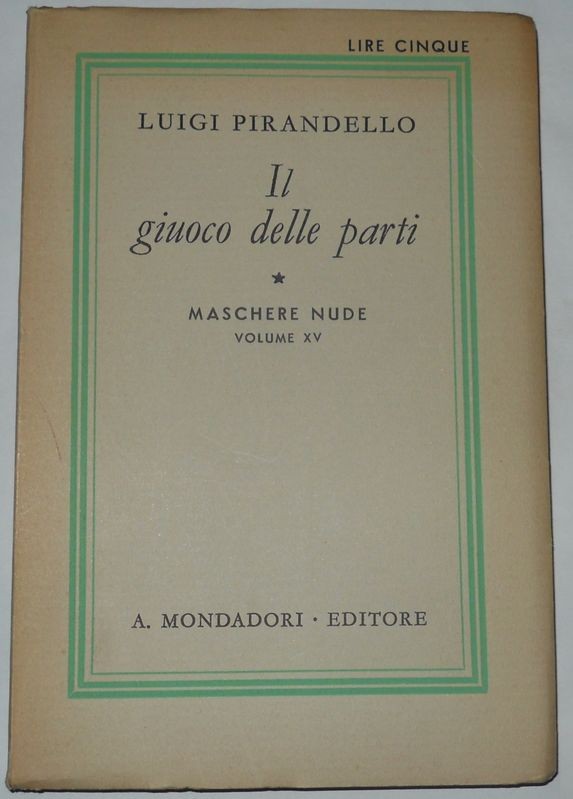 LIRE CINQUE
LUIGI PIRANDELLO
Il
giuoco delle parti
★
MASCHERE NUDE
VOLUME XV
A. MONDADORI · EDITORE